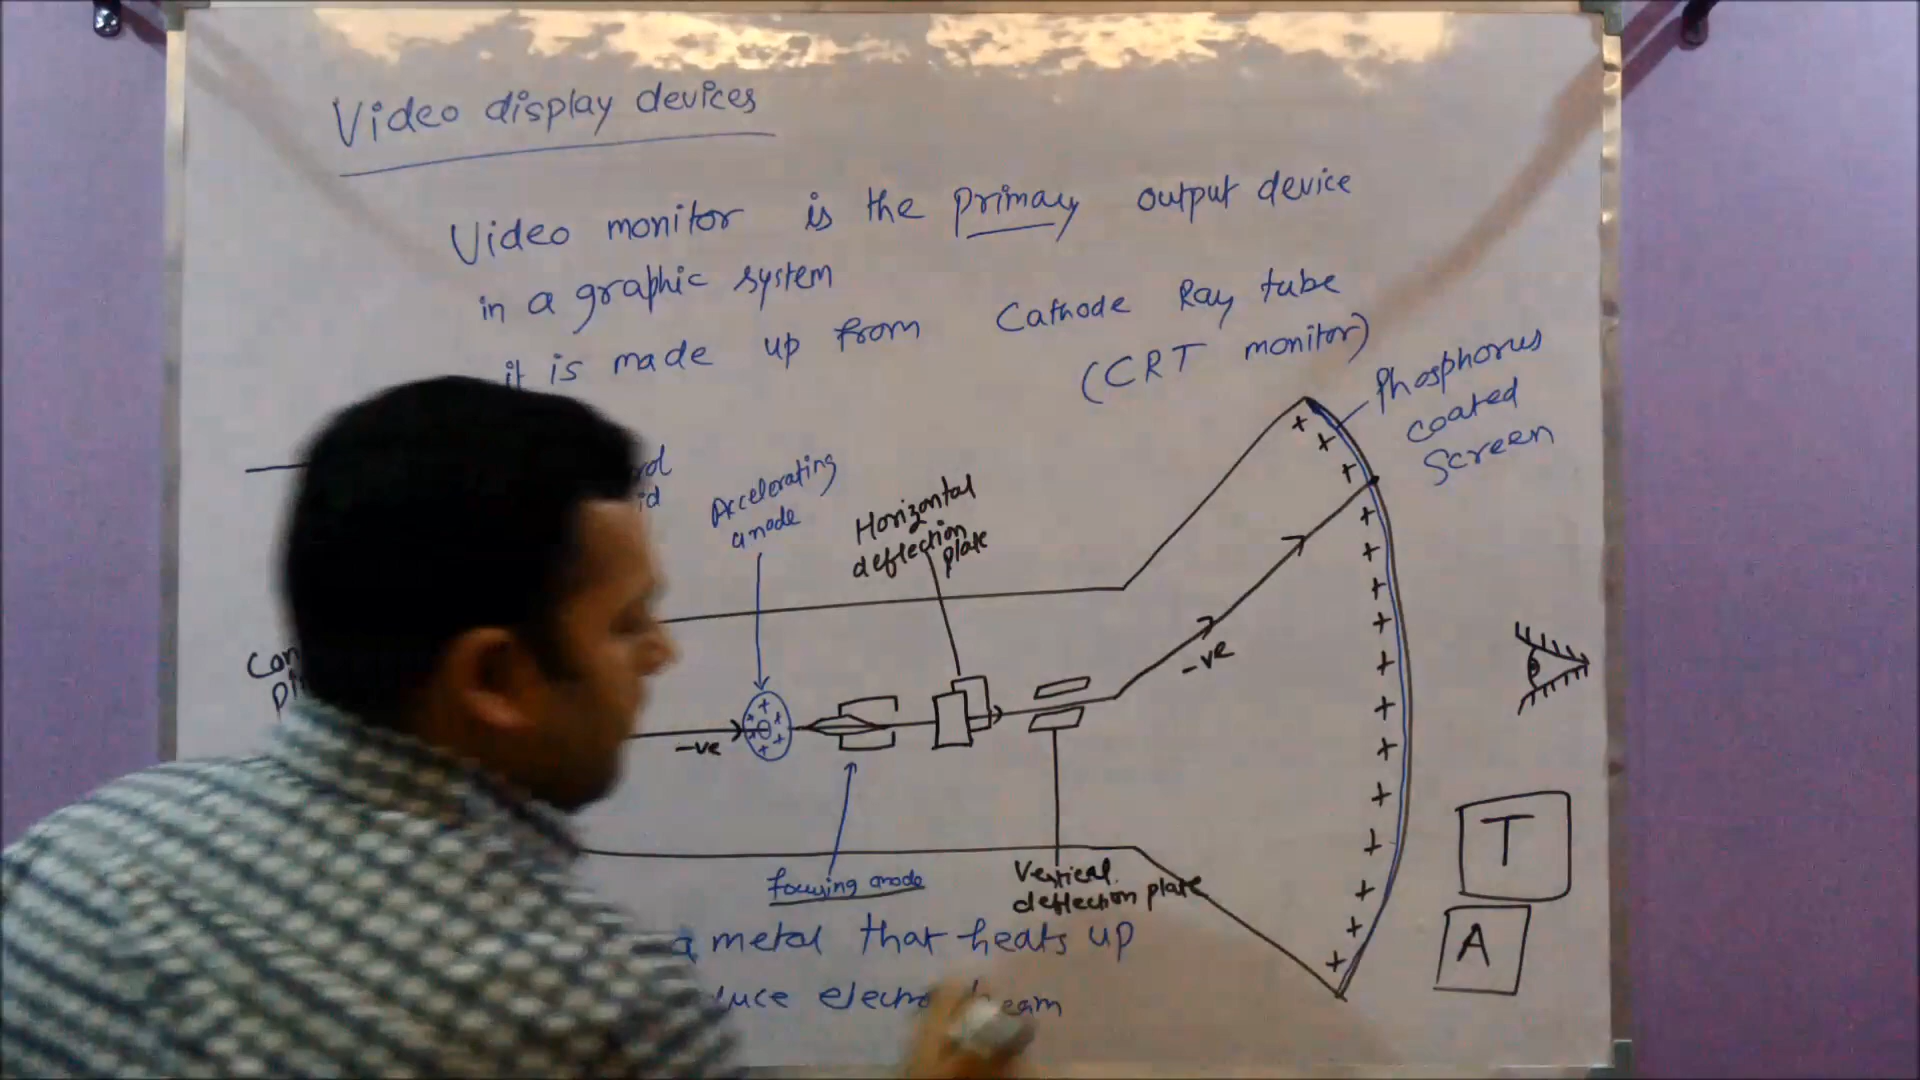 Video display devices
Video monitor is the primary output device
in a graphic system
it is made up from Cathode Ray tube
(CRT monitor)
Phosphorus
coated
Screen
Accelerating
anode
Horizontal
deflection
plate
-ve
-ve
focusing anode
Vertical
deflection plate
a metal that heats up
beam
T
A